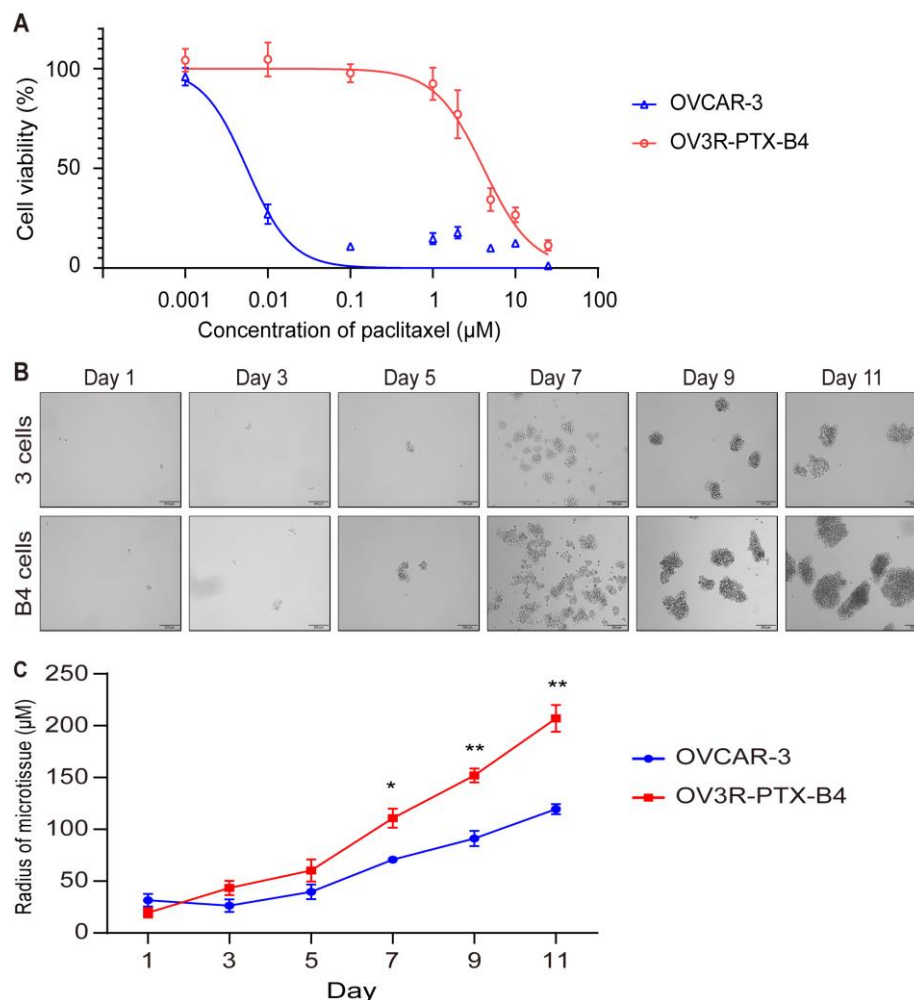 A
Cell viability (%)
100
50
0
0.001 0.01 0.1 1 10 100
Concentration of paclitaxel (µM)
OVCAR-3
OV3R-PTX-B4
B
Day 1 Day 3 Day 5 Day 7 Day 9 Day 11
3 cells
B4 cells
C
Radius of microtissue (µM)
250
200
150
100
50
0
* ** **
1 3 5 7 9 11
Day
OVCAR-3
OV3R-PTX-B4